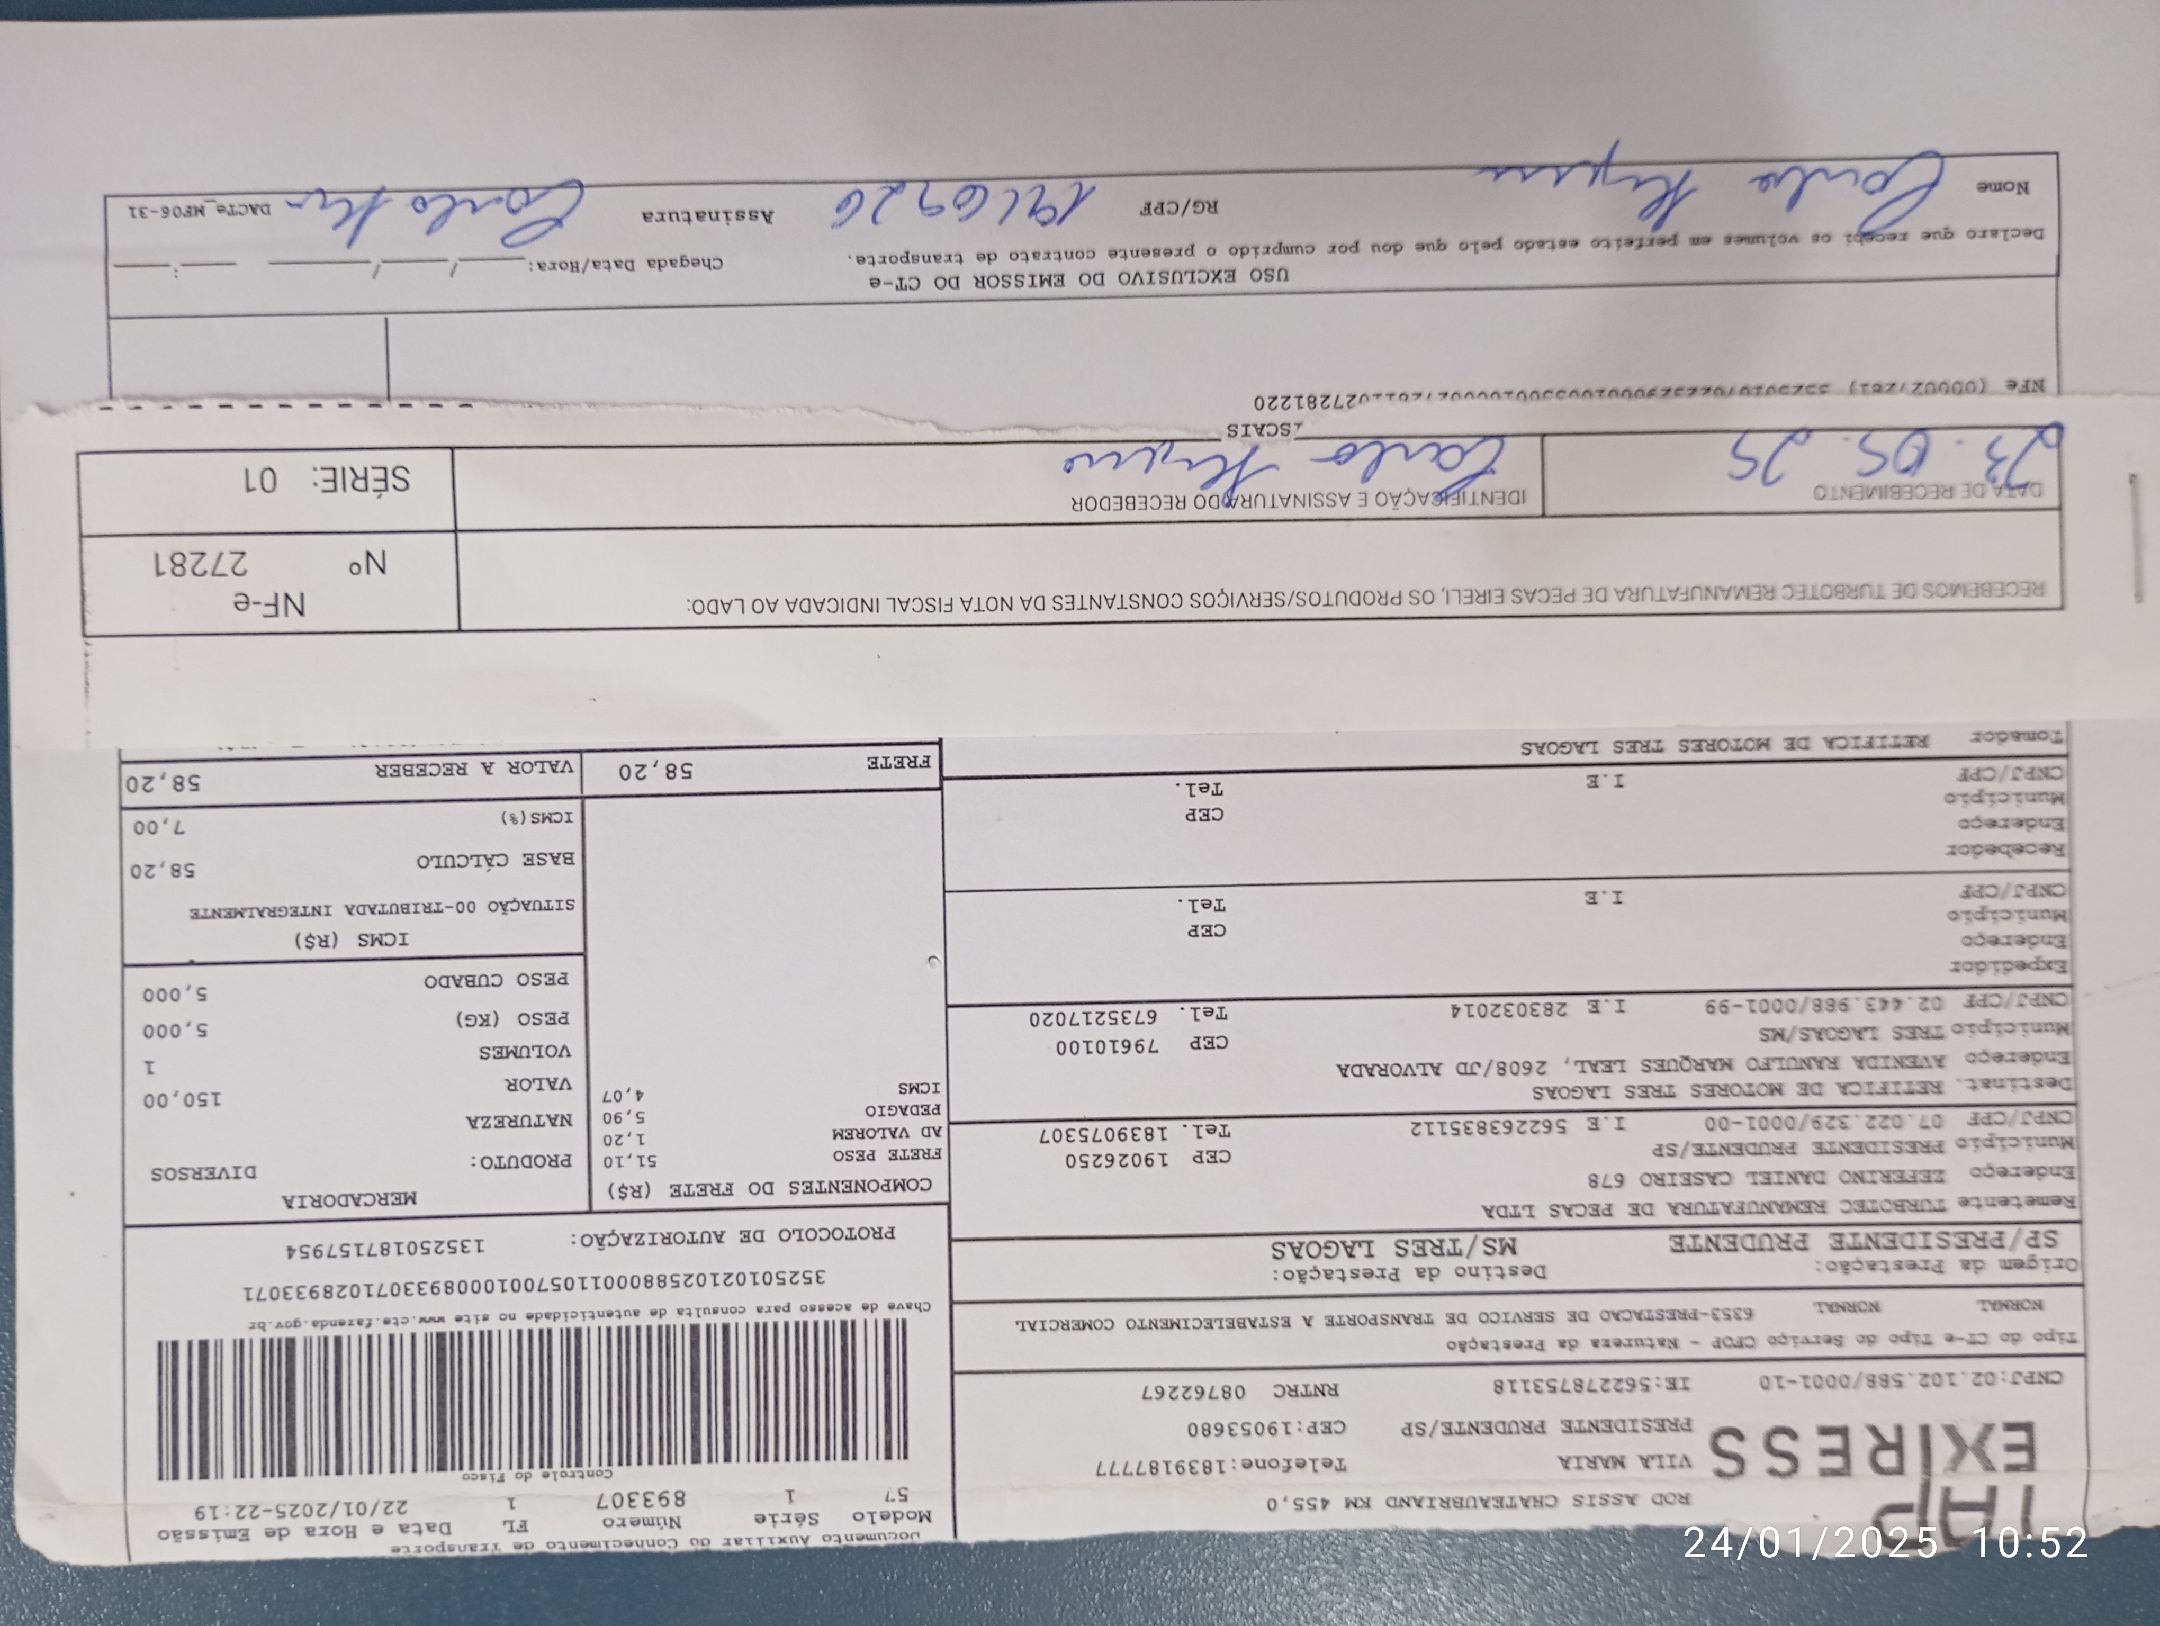 TAP
EXPRESS
ROD ASSIS CHATEAUBRIAND KM 455,0
VILA MARIA Telefone:1839187777
PRESIDENTE PRUDENTE/SP CEP:19053680
CNPJ:02.102.588/0001-10 IE:562278753118 RNTRC 08762267
Tipo do CT-e Tipo do Serviço CFOP - Natureza da Prestação
NORMAL NORMAL 6353-PRESTACAO DE SERVICO DE TRANSPORTE A ESTABELECIMENTO COMERCIAL
Origem da Prestação: Destino da Prestação:
SP/PRESIDENTE PRUDENTE MS/TRES LAGOAS
Remetente TURBOTEC REMANUFATURA DE PECAS LTDA
Endereço ZEFERINO DANIEL CASEIRO 678
Município PRESIDENTE PRUDENTE/SP CEP 19026250
CNPJ/CPF 07.022.329/0001-00 I.E 562263835112 Tel. 1839075307
Destinat. RETIFICA DE MOTORES TRES LAGOAS
Endereço AVENIDA RANULFO MARQUES LEAL, 2608/JD ALVORADA
Município TRES LAGOAS/MS CEP 79610100
CNPJ/CPF 02.443.988/0001-99 I.E 283032014 Tel. 6735217020
Expedidor
Endereço
Município CEP
CNPJ/CPF I.E Tel.
Recebedor
Endereço
Município CEP
CNPJ/CPF I.E Tel.
Tomador RETIFICA DE MOTORES TRES LAGOAS
Documento Auxiliar do Conhecimento de Transporte
Modelo Série Número FL Data e Hora de Emissão
57 1 893307 1 22/01/2025-22:19
Controle do Fisco
Chave de acesso para consulta de autenticidade no site www.cte.fazenda.gov.br
35250102102588000110570010008933071028933071
PROTOCOLO DE AUTORIZAÇÃO: 135250187157954
COMPONENTES DO FRETE (R$)
FRETE PESO 51,10
AD VALOREM 1,20
PEDAGIO 5,90
ICMS 4,07
FRETE 58,20
MERCADORIA
PRODUTO: DIVERSOS
NATUREZA
VALOR 150,00
VOLUMES 1
PESO (KG) 5,000
PESO CUBADO 5,000
ICMS (R$)
SITUAÇÃO 00-TRIBUTADA INTEGRALMENTE
BASE CÁLCULO 58,20
ICMS(%) 7,00
VALOR A RECEBER 58,20
RECEBEMOS DE TURBOTEC REMANUFATURA DE PECAS EIRELI, OS PRODUTOS/SERVIÇOS CONSTANTES DA NOTA FISCAL INDICADA AO LADO:
NF-e
Nº 27281
DATA DE RECEBIMENTO
IDENTIFICAÇÃO E ASSINATURA DO RECEBEDOR
SÉRIE: 01
SCAIS
NFe
27281220
USO EXCLUSIVO DO EMISSOR DO CT-e
Declaro que recebi os volumes em perfeito estado pelo que dou por cumprido o presente contrato de transporte. Chegada Data/Hora: ___/___/______ ___:___
Nome RG/CPF Assinatura DACTe_MF06-31
24/01/2025 10:52